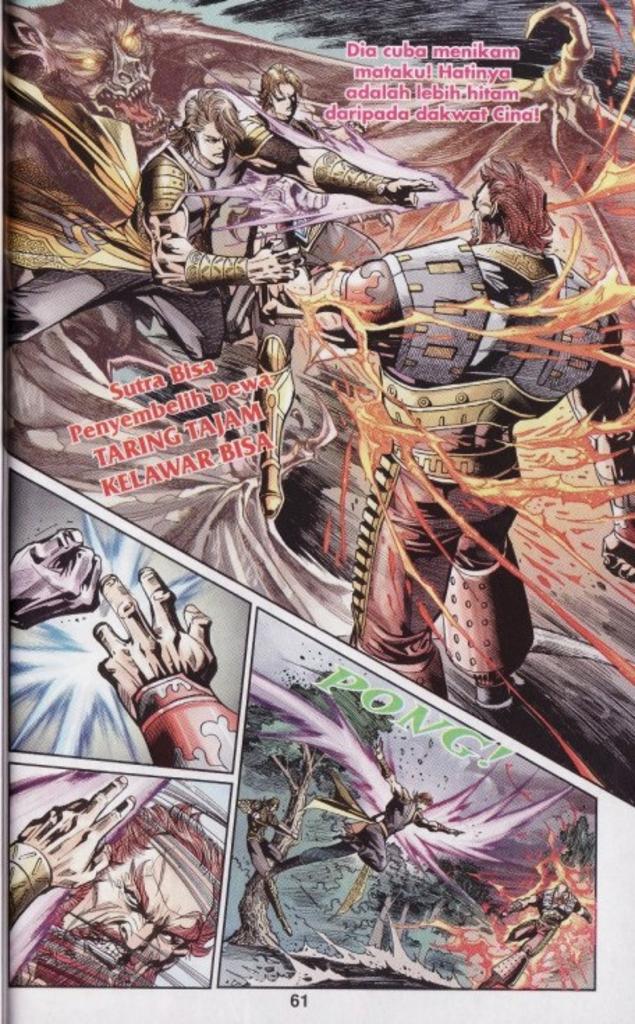 Dia cuba menikam
mataku! Hatinya
adalah lebih hitam
daripada dakwat Cina!
Sutra Bisa
Penyembelih Dewa
TARING TAJAM
KELAWAR BISA
PONG!
61